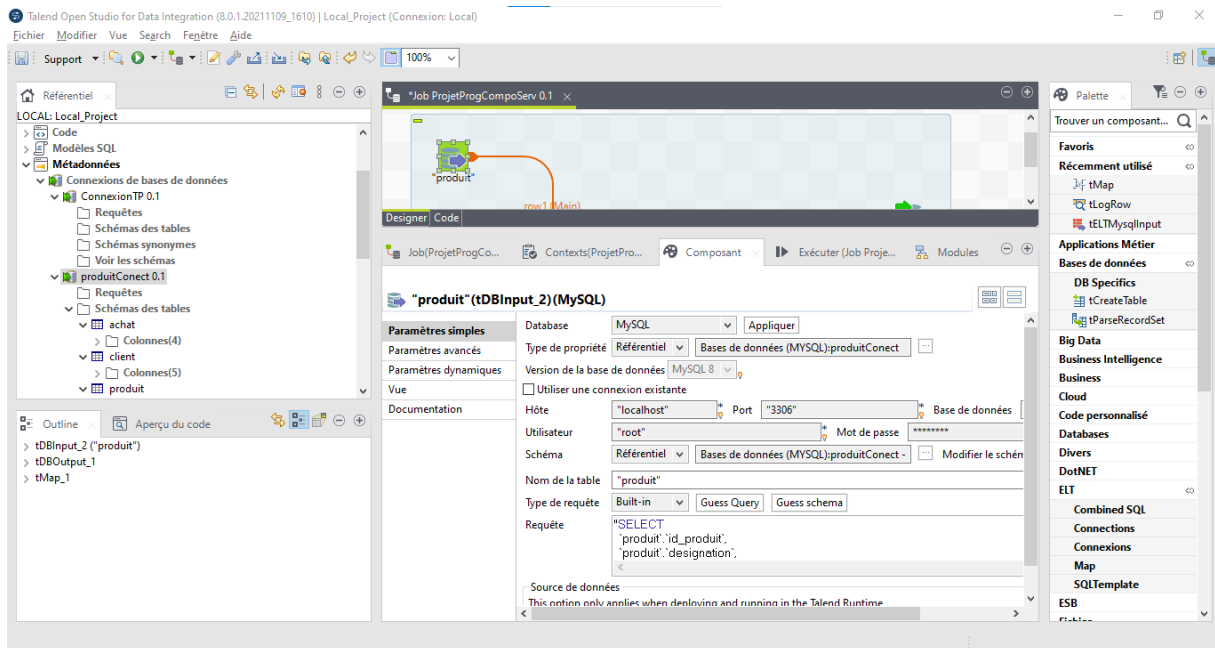 Talend Open Studio for Data Integration (8.0.1.20211109_1610) | Local_Project (Connexion: Local)
Fichier Modifier Vue Search Fenêtre Aide
Support 100%
Référentiel
LOCAL: Local_Project
Code
Modèles SQL
Métadonnées
Connexions de bases de données
ConnexionTP 0.1
Requêtes
Schémas des tables
Schémas synonymes
Voir les schémas
produitConect 0.1
Requêtes
Schémas des tables
achat
Colonnes(4)
client
Colonnes(5)
produit
Outline Aperçu du code
tDBInput_2 ("produit")
tDBOutput_1
tMap_1
*Job ProjetProgCompoServ 0.1
"produit"
row1 (Main)
Designer Code
Job(ProjetProgCo... Contexts(ProjetPro... Composant Exécuter (Job Proje... Modules
"produit"(tDBInput_2)(MySQL)
Paramètres simples
Paramètres avancés
Paramètres dynamiques
Vue
Documentation
Database MySQL Appliquer
Type de propriété Référentiel Bases de données (MYSQL):produitConect ...
Version de la base de données MySQL 8
Utiliser une connexion existante
Hôte "localhost" * Port "3306" * Base de données
Utilisateur "root" * Mot de passe ********
Schéma Référentiel Bases de données (MYSQL):produitConect - ... Modifier le schém
Nom de la table "produit"
Type de requête Built-in Guess Query Guess schema
Requête "SELECT
`produit`.`id_produit`,
`produit`.`designation`,
Source de données
This option only applies when deploying and running in the Talend Runtime
Palette
Trouver un composant...
Favoris
Récemment utilisé
tMap
tLogRow
tELTMysqlInput
Applications Métier
Bases de données
DB Specifics
tCreateTable
tParseRecordSet
Big Data
Business Intelligence
Business
Cloud
Code personnalisé
Databases
Divers
DotNET
ELT
Combined SQL
Connections
Connexions
Map
SQLTemplate
ESB
Fichier